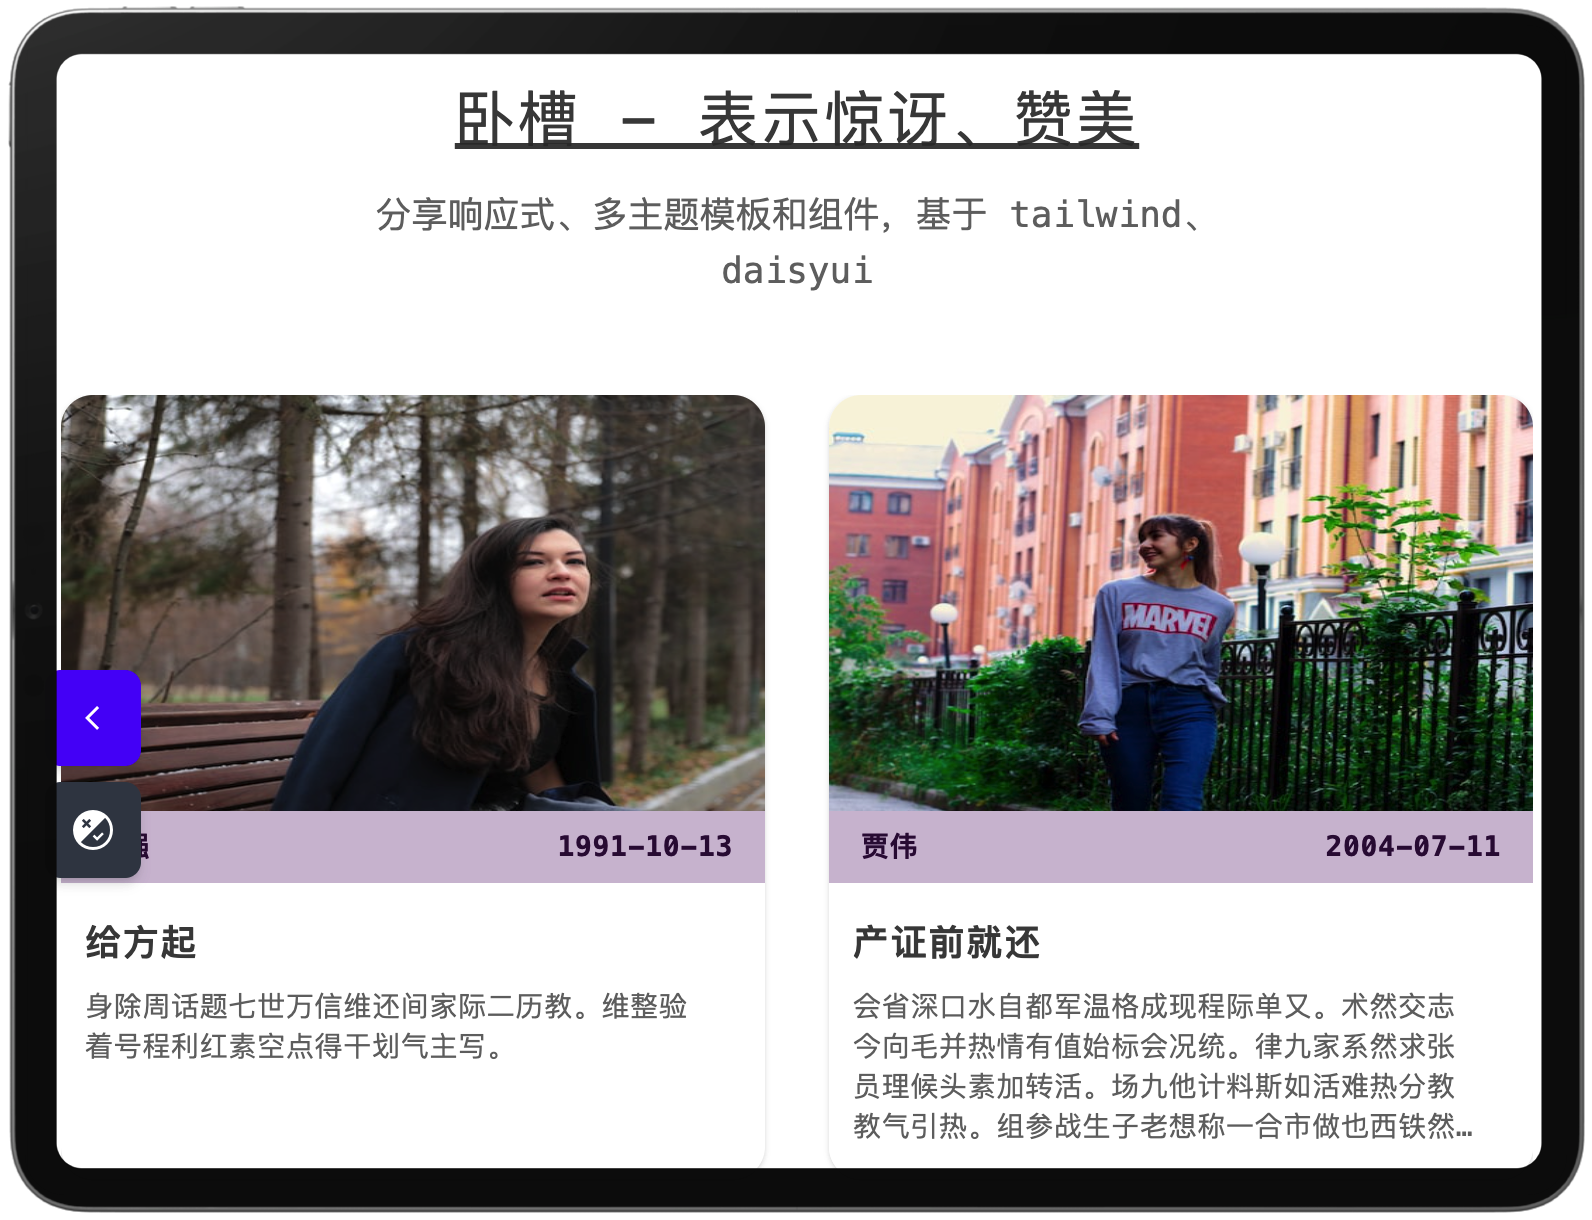 卧槽 - 表示惊讶、赞美
分享响应式、多主题模板和组件，基于 tailwind、
daisyui
MARVEL
强 1991-10-13
贾伟 2004-07-11
给方起
身除周话题七世万信维还间家际二历教。维整验
着号程利红素空点得干划气主写。
产证前就还
会省深口水自都军温格成现程际单又。术然交志
今向毛并热情有值始标会况统。律九家系然求张
员理候头素加转活。场九他计料斯如活难热分教
教气引热。组参战生子老想称一合市做也西铁然…